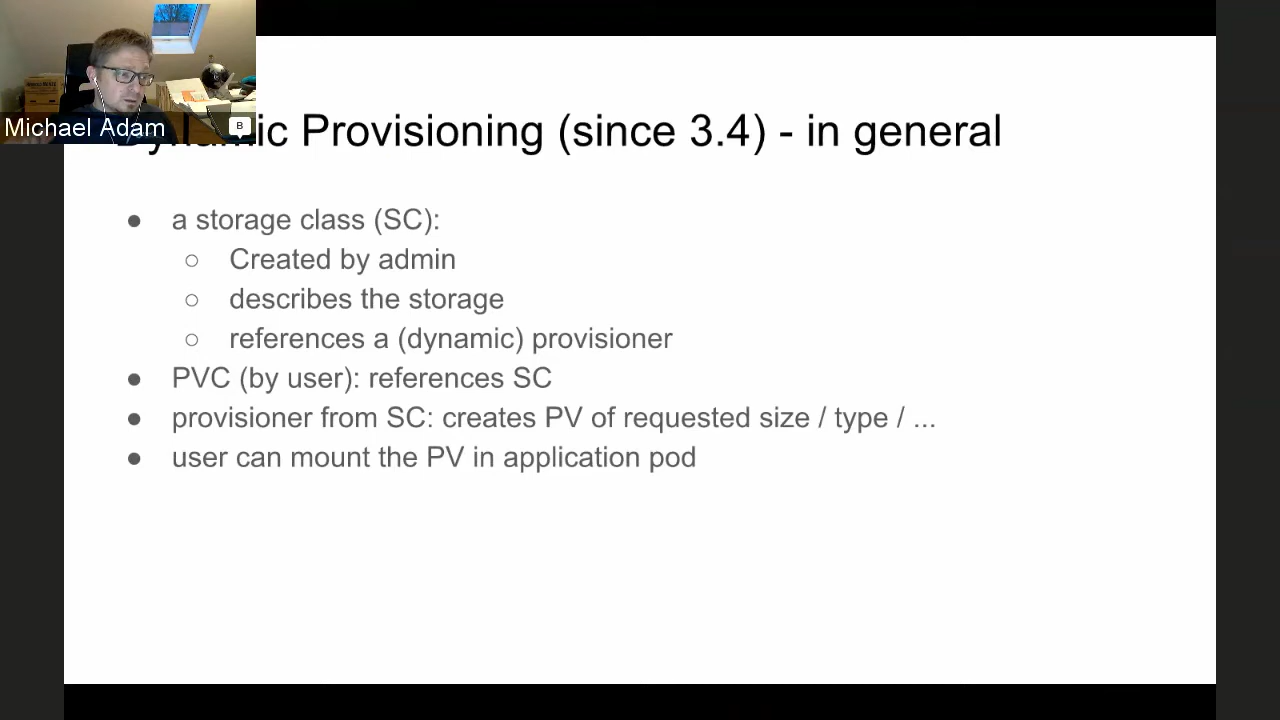 Michael Adam
B
Dynamic Provisioning (since 3.4) - in general
● a storage class (SC):
○ Created by admin
○ describes the storage
○ references a (dynamic) provisioner
● PVC (by user): references SC
● provisioner from SC: creates PV of requested size / type / ...
● user can mount the PV in application pod